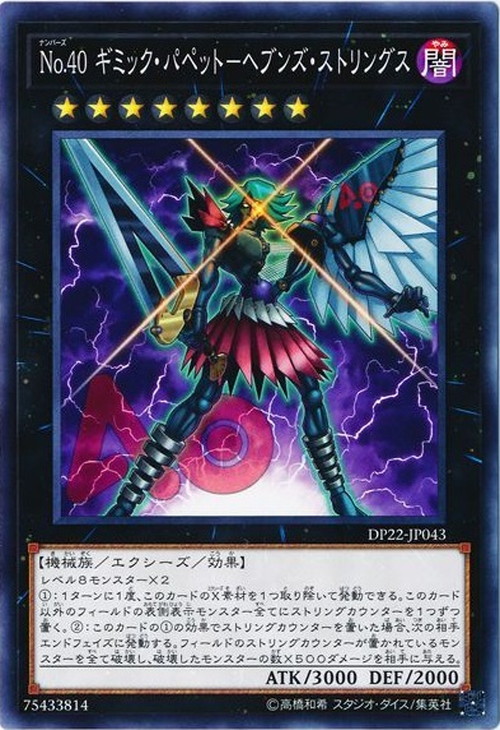 ナンバーズ
No.40 ギミック・パペットーヘブンズ・ストリングス
やみ
闇
4.0
4.0
DP22-JP043
【機械族／エクシーズ／効果】
レベル８モンスター×２
①：１ターンに１度、このカードのX素材を１つ取り除いて発動できる。このカード
以外のフィールドの表側表示モンスター全てにストリングカウンターを１つずつ
置く。②：このカードの①の効果でストリングカウンターを置いた場合、次の相手
エンドフェイズに発動する。フィールドのストリングカウンターが置かれているモン
スターを全て破壊し、破壊したモンスターの数×５００ダメージを相手に与える。
ATK/3000 DEF/2000
75433814
©高橋和希 スタジオ・ダイス/集英社